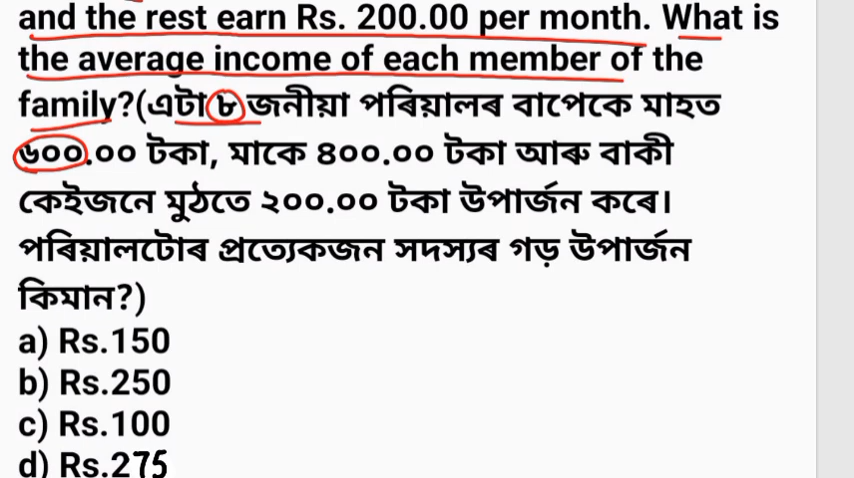 and the rest earn Rs. 200.00 per month. What is
the average income of each member of the
family?(এটা ৮ জনীয়া পৰিয়ালৰ বাপেকে মাহত
৬০০.০০ টকা, মাকে ৪০০.০০ টকা আৰু বাকী
কেইজনে মুঠতে ২০০.০০ টকা উপাৰ্জন কৰে।
পৰিয়ালটোৰ প্ৰত্যেকজন সদস্যৰ গড় উপাৰ্জন
কিমান?)
a) Rs.150
b) Rs.250
c) Rs.100
d) Rs.275